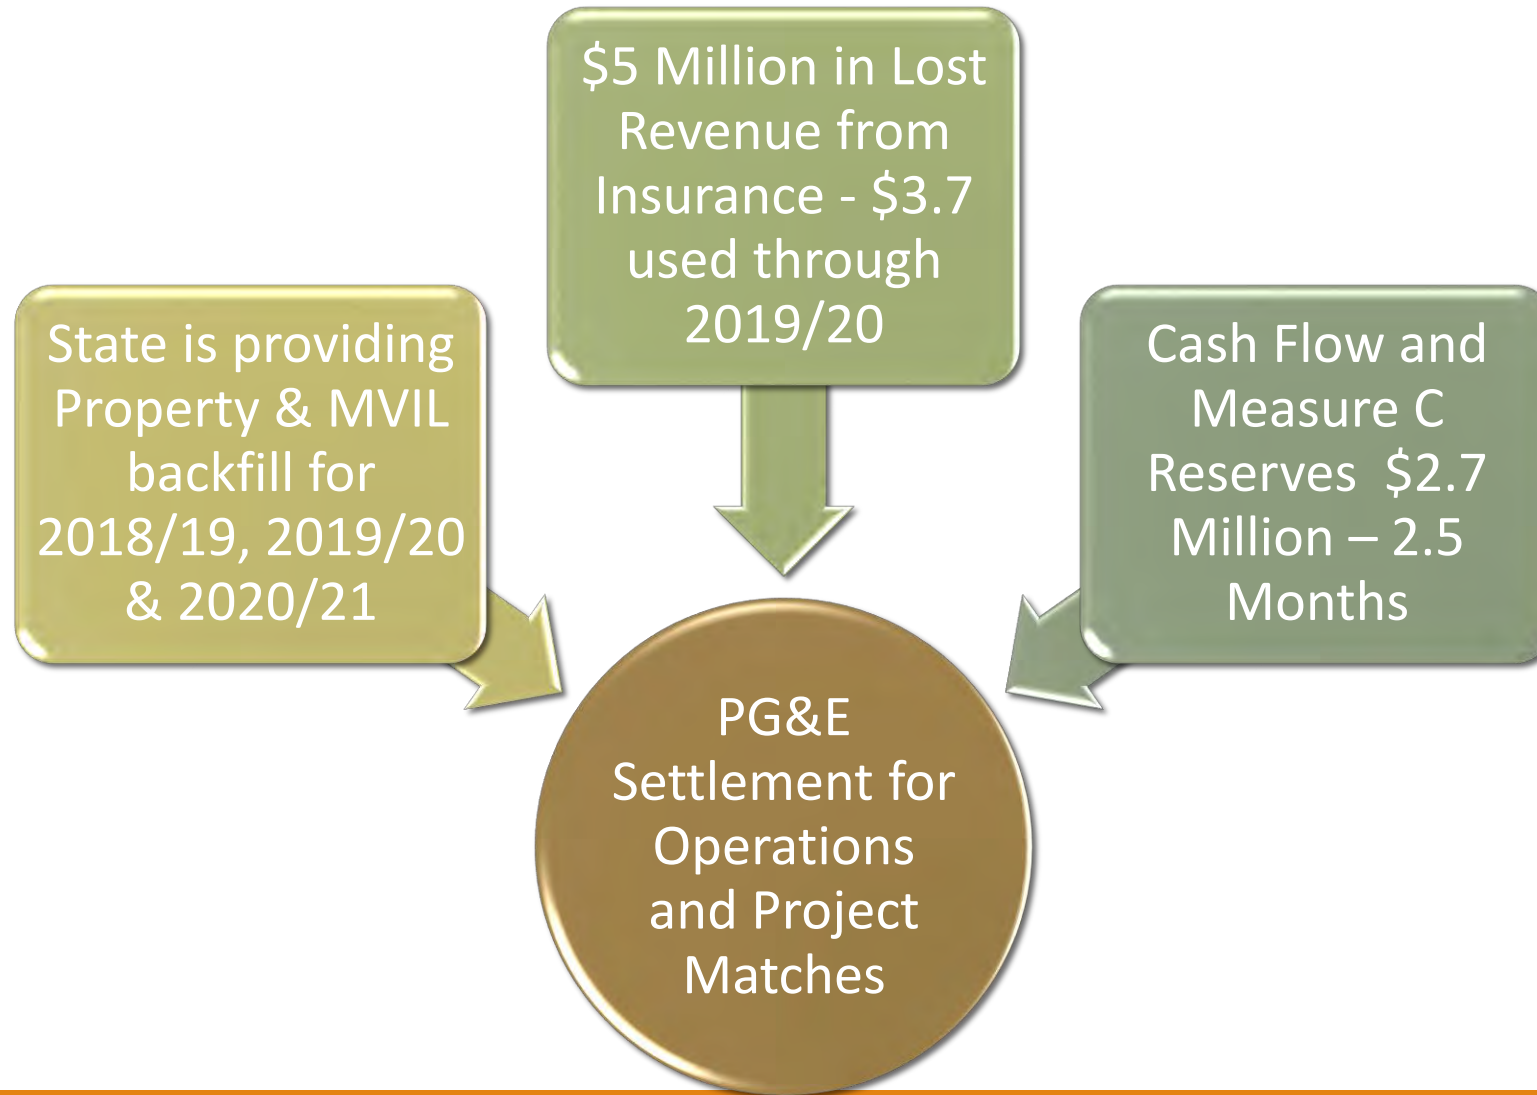 $5 Million in Lost
Revenue from
Insurance - $3.7
used through
2019/20
State is providing
Property & MVIL
backfill for
2018/19, 2019/20
& 2020/21
Cash Flow and
Measure C
Reserves  $2.7
Million – 2.5
Months
PG&E
Settlement for
Operations
and Project
Matches